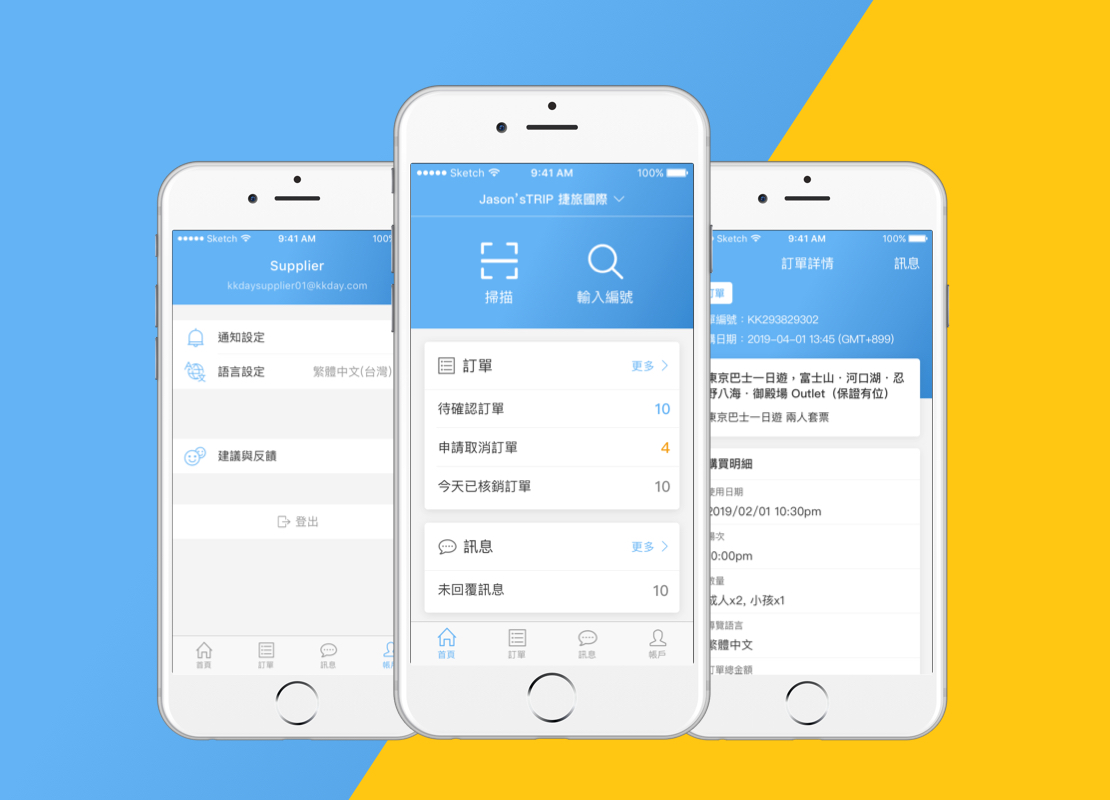 Sketch
9:41 AM
100%
Supplier
kkdaysupplier01@kkday.com
通知設定
語言設定
繁體中文(台灣)
建議與反饋
登出
首頁
訂單
訊息
Sketch
9:41 AM
100%
Jason'sTRIP 捷旅國際
掃描
輸入編號
訂單
更多
待確認訂單
10
申請取消訂單
4
今天已核銷訂單
10
訊息
更多
未回覆訊息
10
首頁
訂單
訊息
帳戶
Sketch
9:41 AM
100%
訂單詳情
訊息
單
編號：KK293829302
日期：2019-04-01 13:45 (GMT+899)
東京巴士一日遊，富士山．河口湖．忍
野八海．御殿場 Outlet（保證有位）
東京巴士一日遊 兩人套票
購買明細
使用日期
2019/02/01 10:30pm
場次
0:00pm
數量
成人x2, 小孩x1
導覽語言
繁體中文
訂單總金額